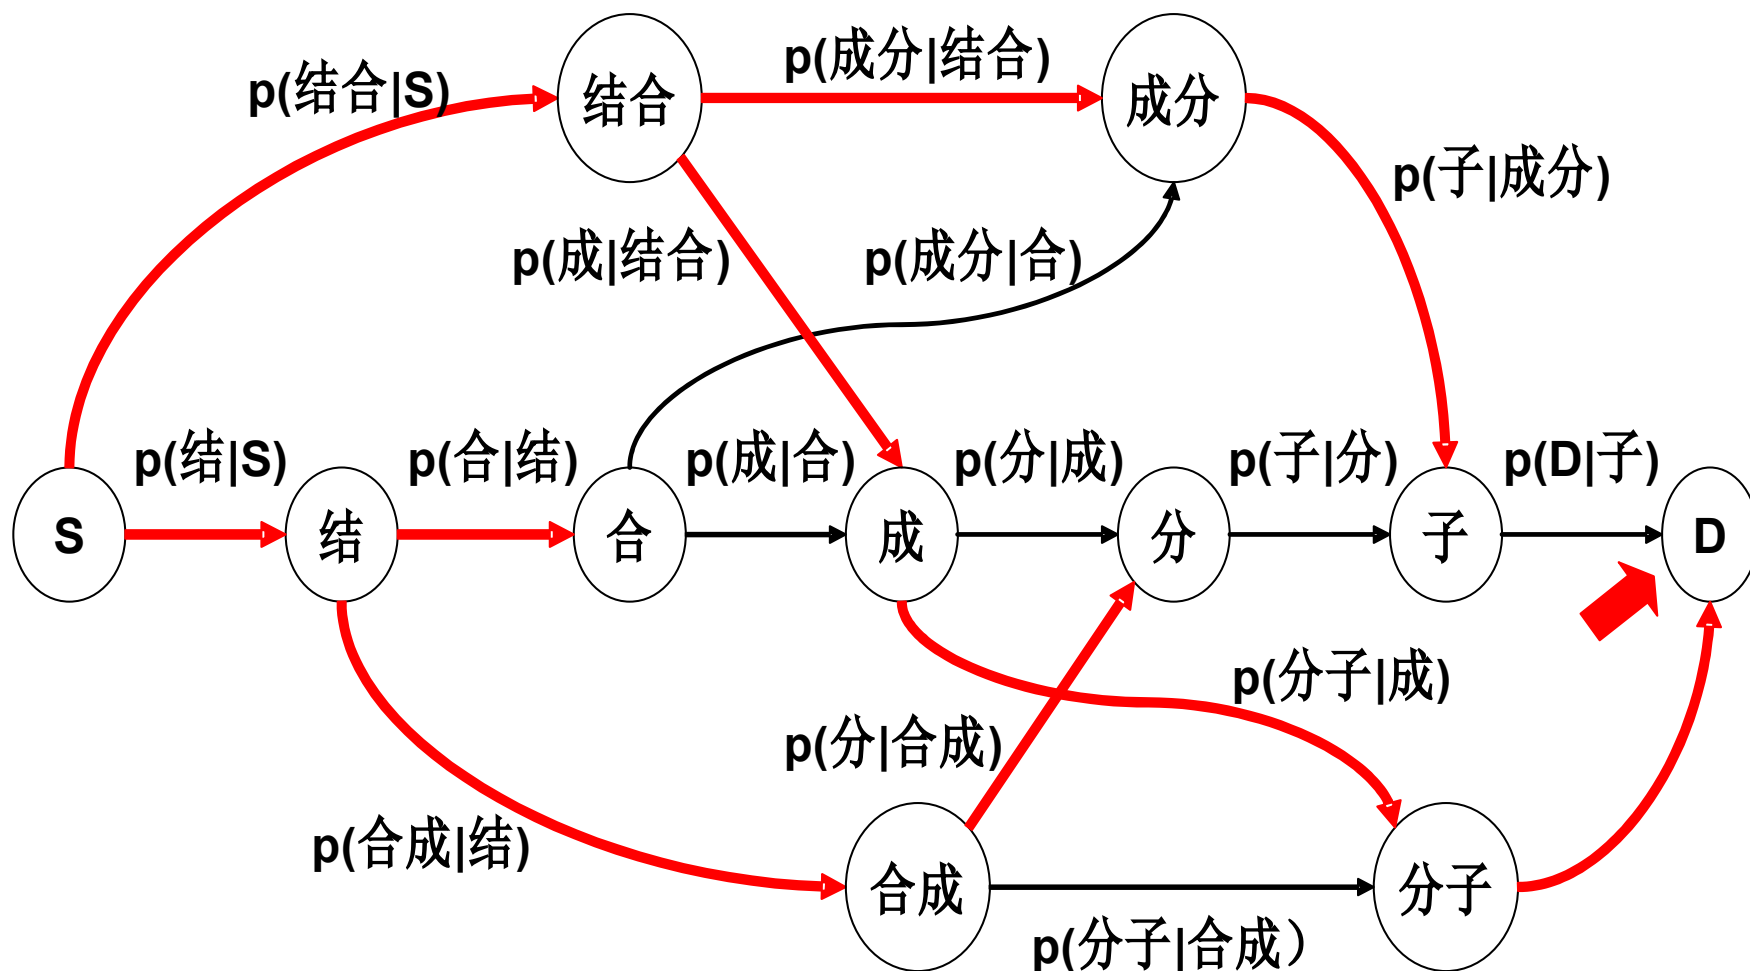 p(成分|结合)
p(结合|S)
结合
成分
p(子|成分)
p(成|结合)
p(成分|合)
p(结|S)
p(合|结)
p(成|合)
p(分|成)
p(子|分)
p(D|子)
S
结
合
成
分
子
D
p(分子|成)
p(分|合成)
p(合成|结)
合成
分子
p(分子|合成）